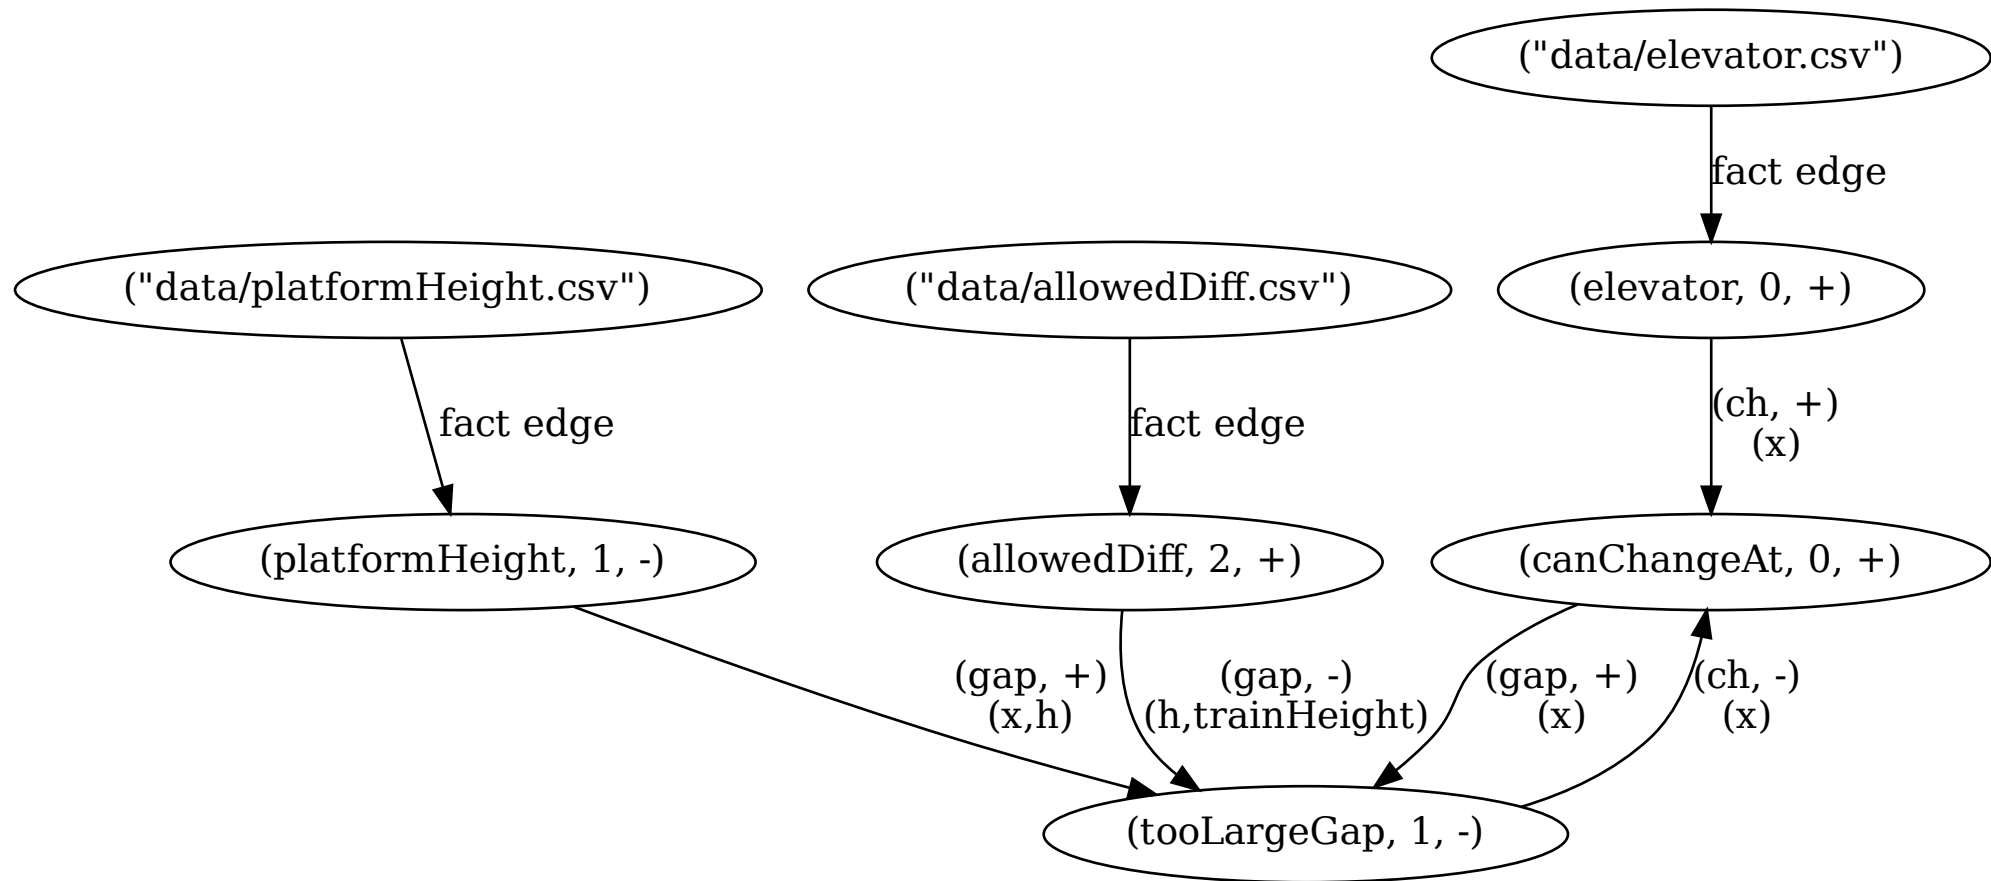 ("data/elevator.csv")
fact edge
("data/platformHeight.csv")
("data/allowedDiff.csv")
(elevator, 0, +)
fact edge
fact edge
(ch, +)
(x)
(platformHeight, 1, -)
(allowedDiff, 2, +)
(canChangeAt, 0, +)
(gap, +)
(x,h)
(gap, -)
(h,trainHeight)
(gap, +)
(x)
(ch, -)
(x)
(tooLargeGap, 1, -)